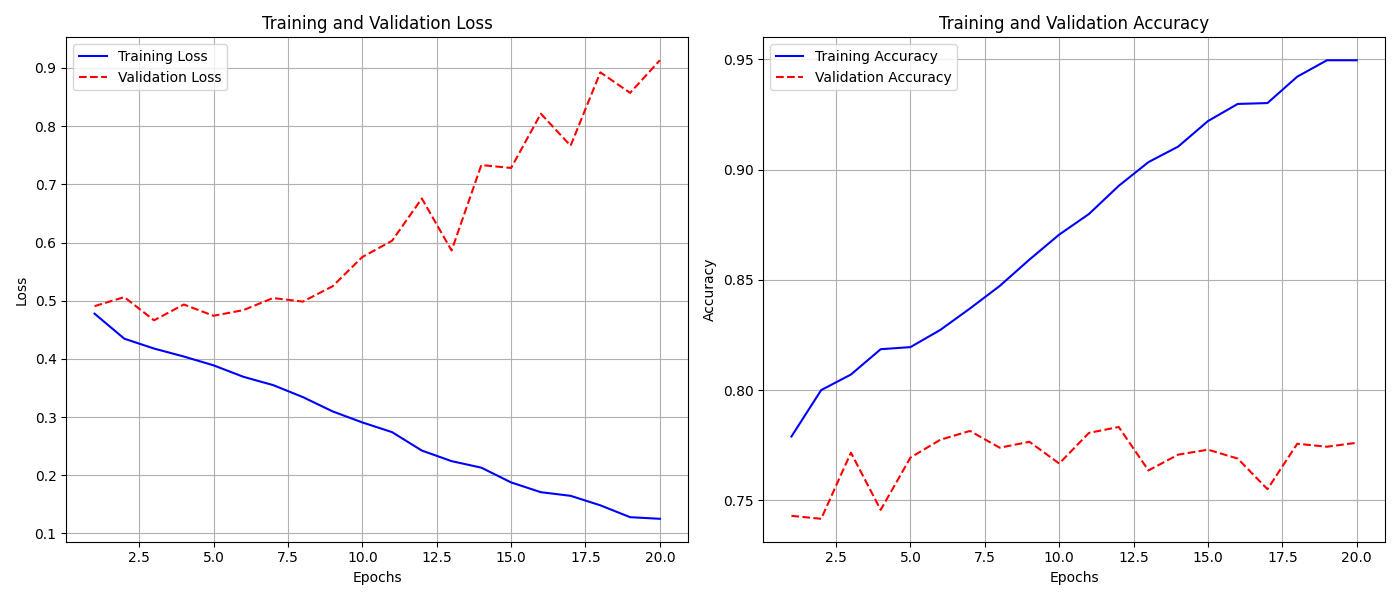 Training and Validation Loss
Training Loss
Validation Loss
Loss
0.9
0.8
0.7
0.6
0.5
0.4
0.3
0.2
0.1
2.5 5.0 7.5 10.0 12.5 15.0 17.5 20.0
Epochs
Training and Validation Accuracy
Training Accuracy
Validation Accuracy
Accuracy
0.95
0.90
0.85
0.80
0.75
2.5 5.0 7.5 10.0 12.5 15.0 17.5 20.0
Epochs